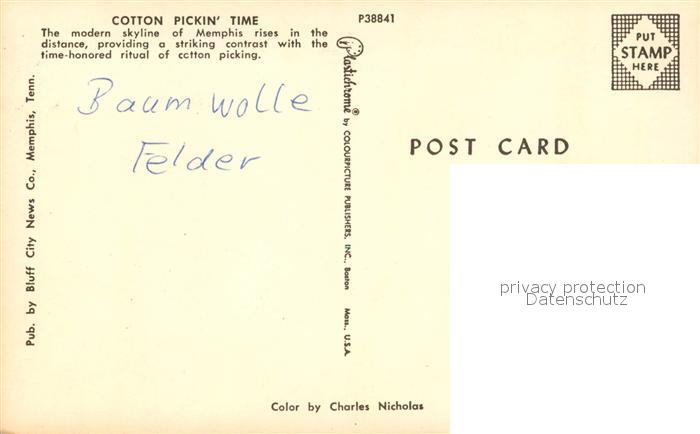 COTTON PICKIN' TIME
The modern skyline of Memphis rises in the
distance, providing a striking contrast with the
time-honored ritual of cctton picking.
P38841
PUT
STAMP
HERE
Baum wolle
Felder
Pub. by Bluff City News Co., Memphis, Tenn.
Plastichrome® by COLOURPICTURE PUBLISHERS, INC., Boston Mass., U.S.A.
POST CARD
privacy protection
Datenschutz
Color by Charles Nicholas